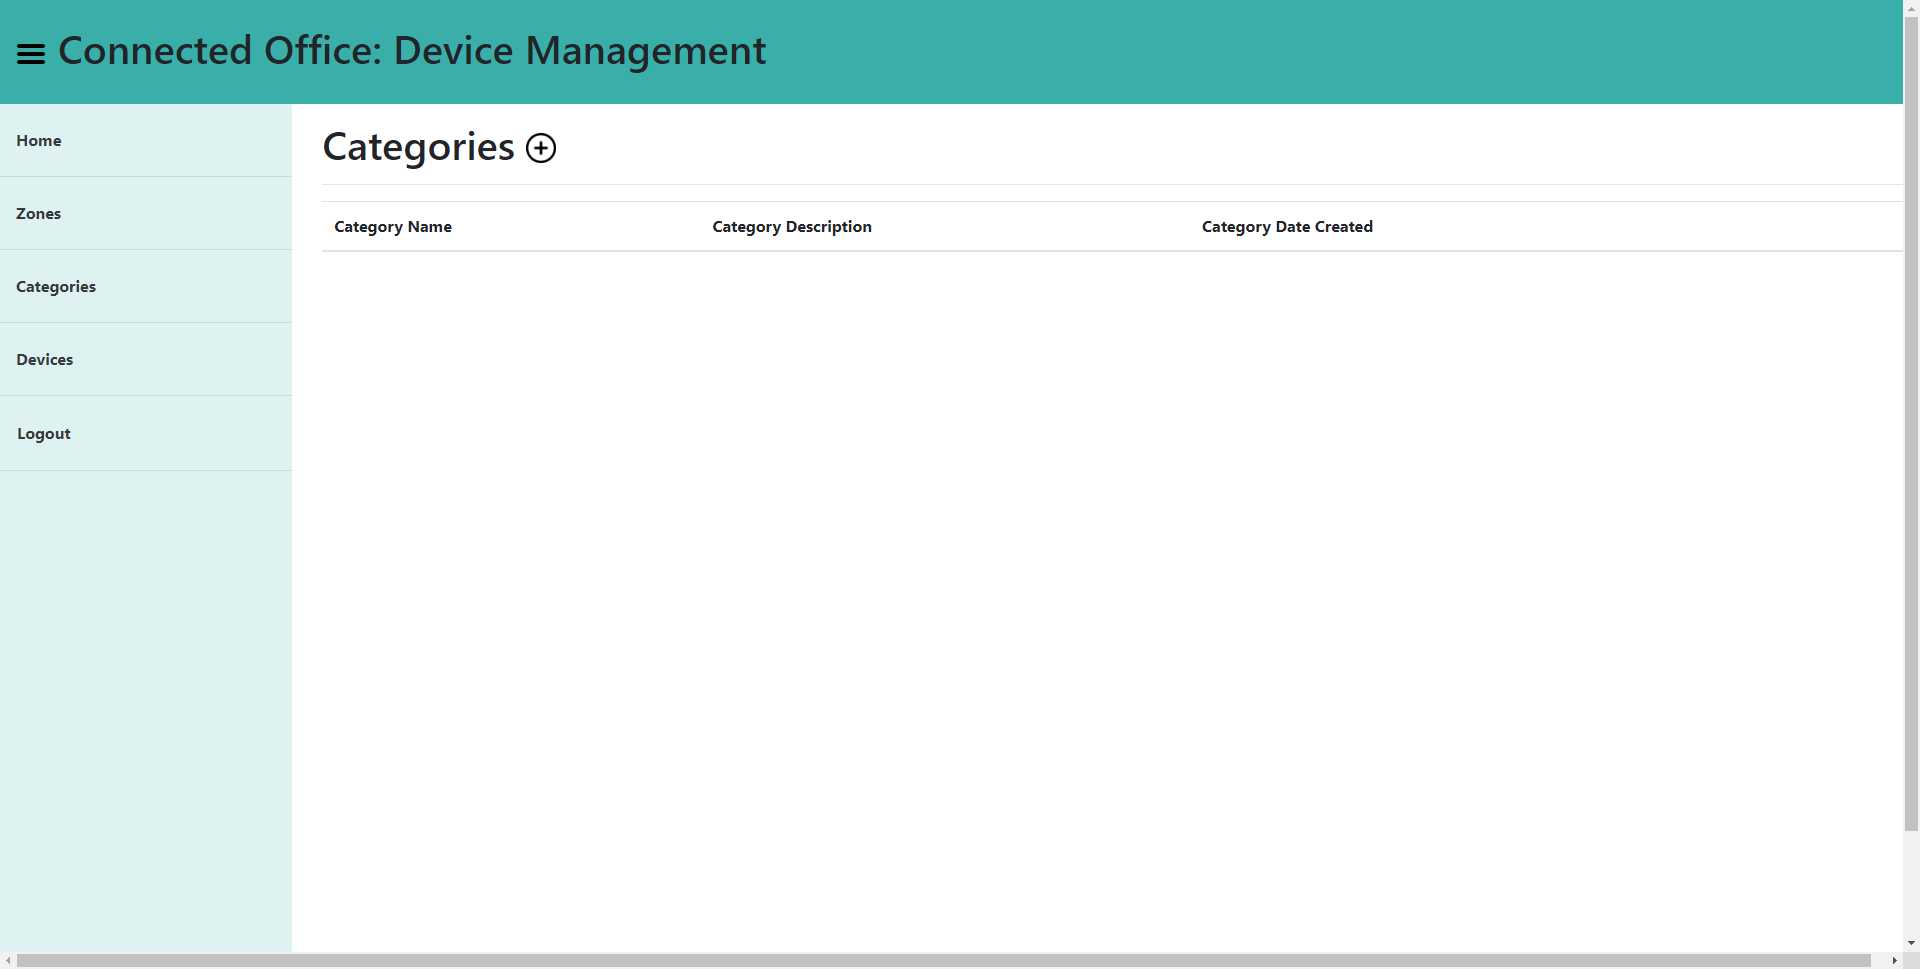 Connected Office: Device Management
Home
Zones
Categories
Devices
Logout
Categories
Category Name
Category Description
Category Date Created